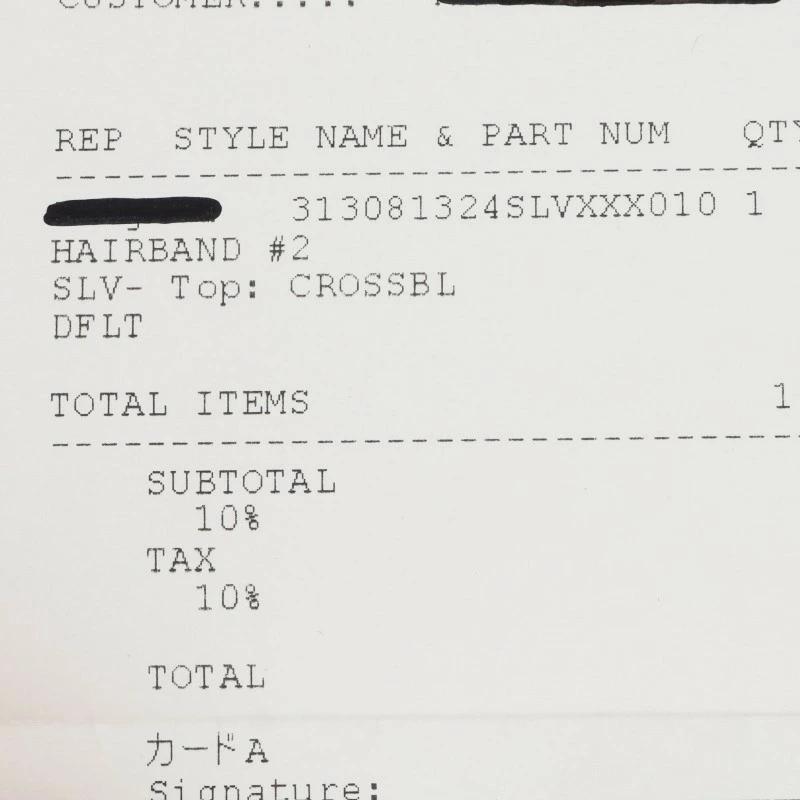 CUSTOMER.....
REP STYLE NAME & PART NUM QTY
313081324SLVXXX010 1
HAIRBAND #2
SLV- Top: CROSSBL
DFLT
TOTAL ITEMS 1
SUBTOTAL
10%
TAX
10%
TOTAL
カードA
Signature: